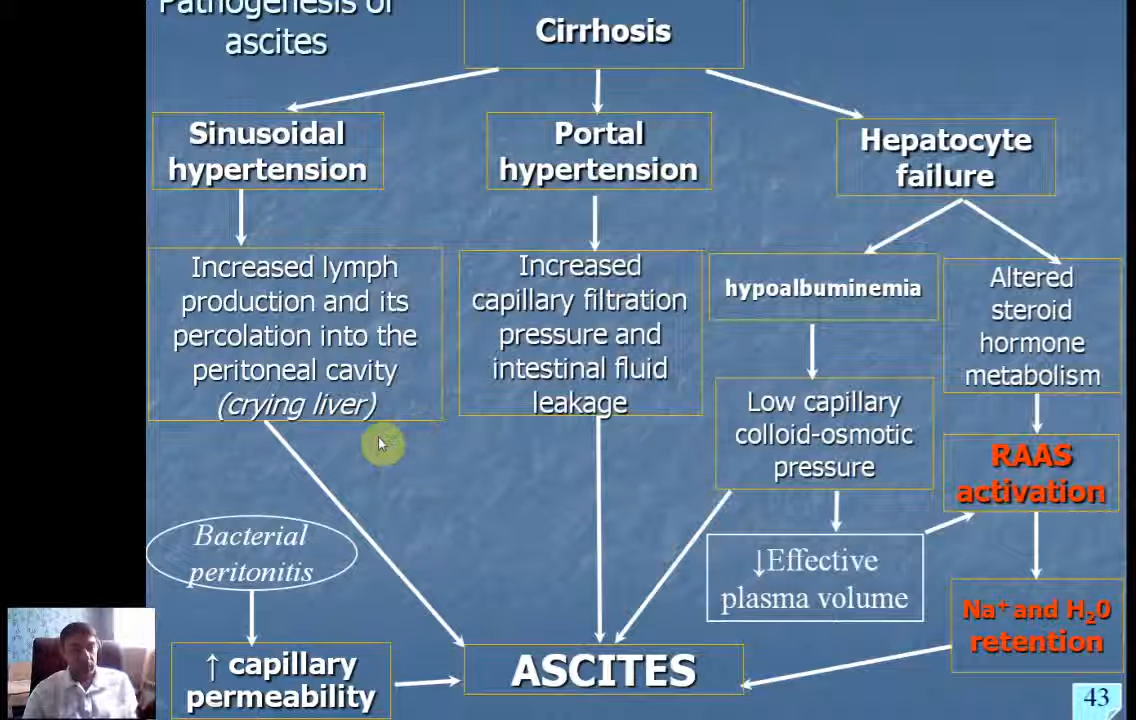 Pathogenesis of
ascites
Cirrhosis
Sinusoidal
hypertension
Portal
hypertension
Hepatocyte
failure
Increased lymph
production and its
percolation into the
peritoneal cavity
(crying liver)
Increased
capillary filtration
pressure and
intestinal fluid
leakage
hypoalbuminemia
Altered
steroid
hormone
metabolism
Low capillary
colloid-osmotic
pressure
RAAS
activation
Bacterial
peritonitis
↓Effective
plasma volume
Na⁺and H₂0
retention
↑ capillary
permeability
ASCITES
43